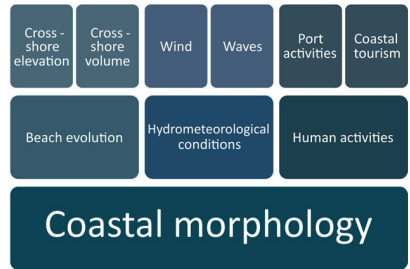 Cross -
shore
elevation
Cross -
shore
volume
Wind
Waves
Port
activities
Coastal
tourism
Beach evolution
Hydrometeorological
conditions
Human activities
Coastal morphology